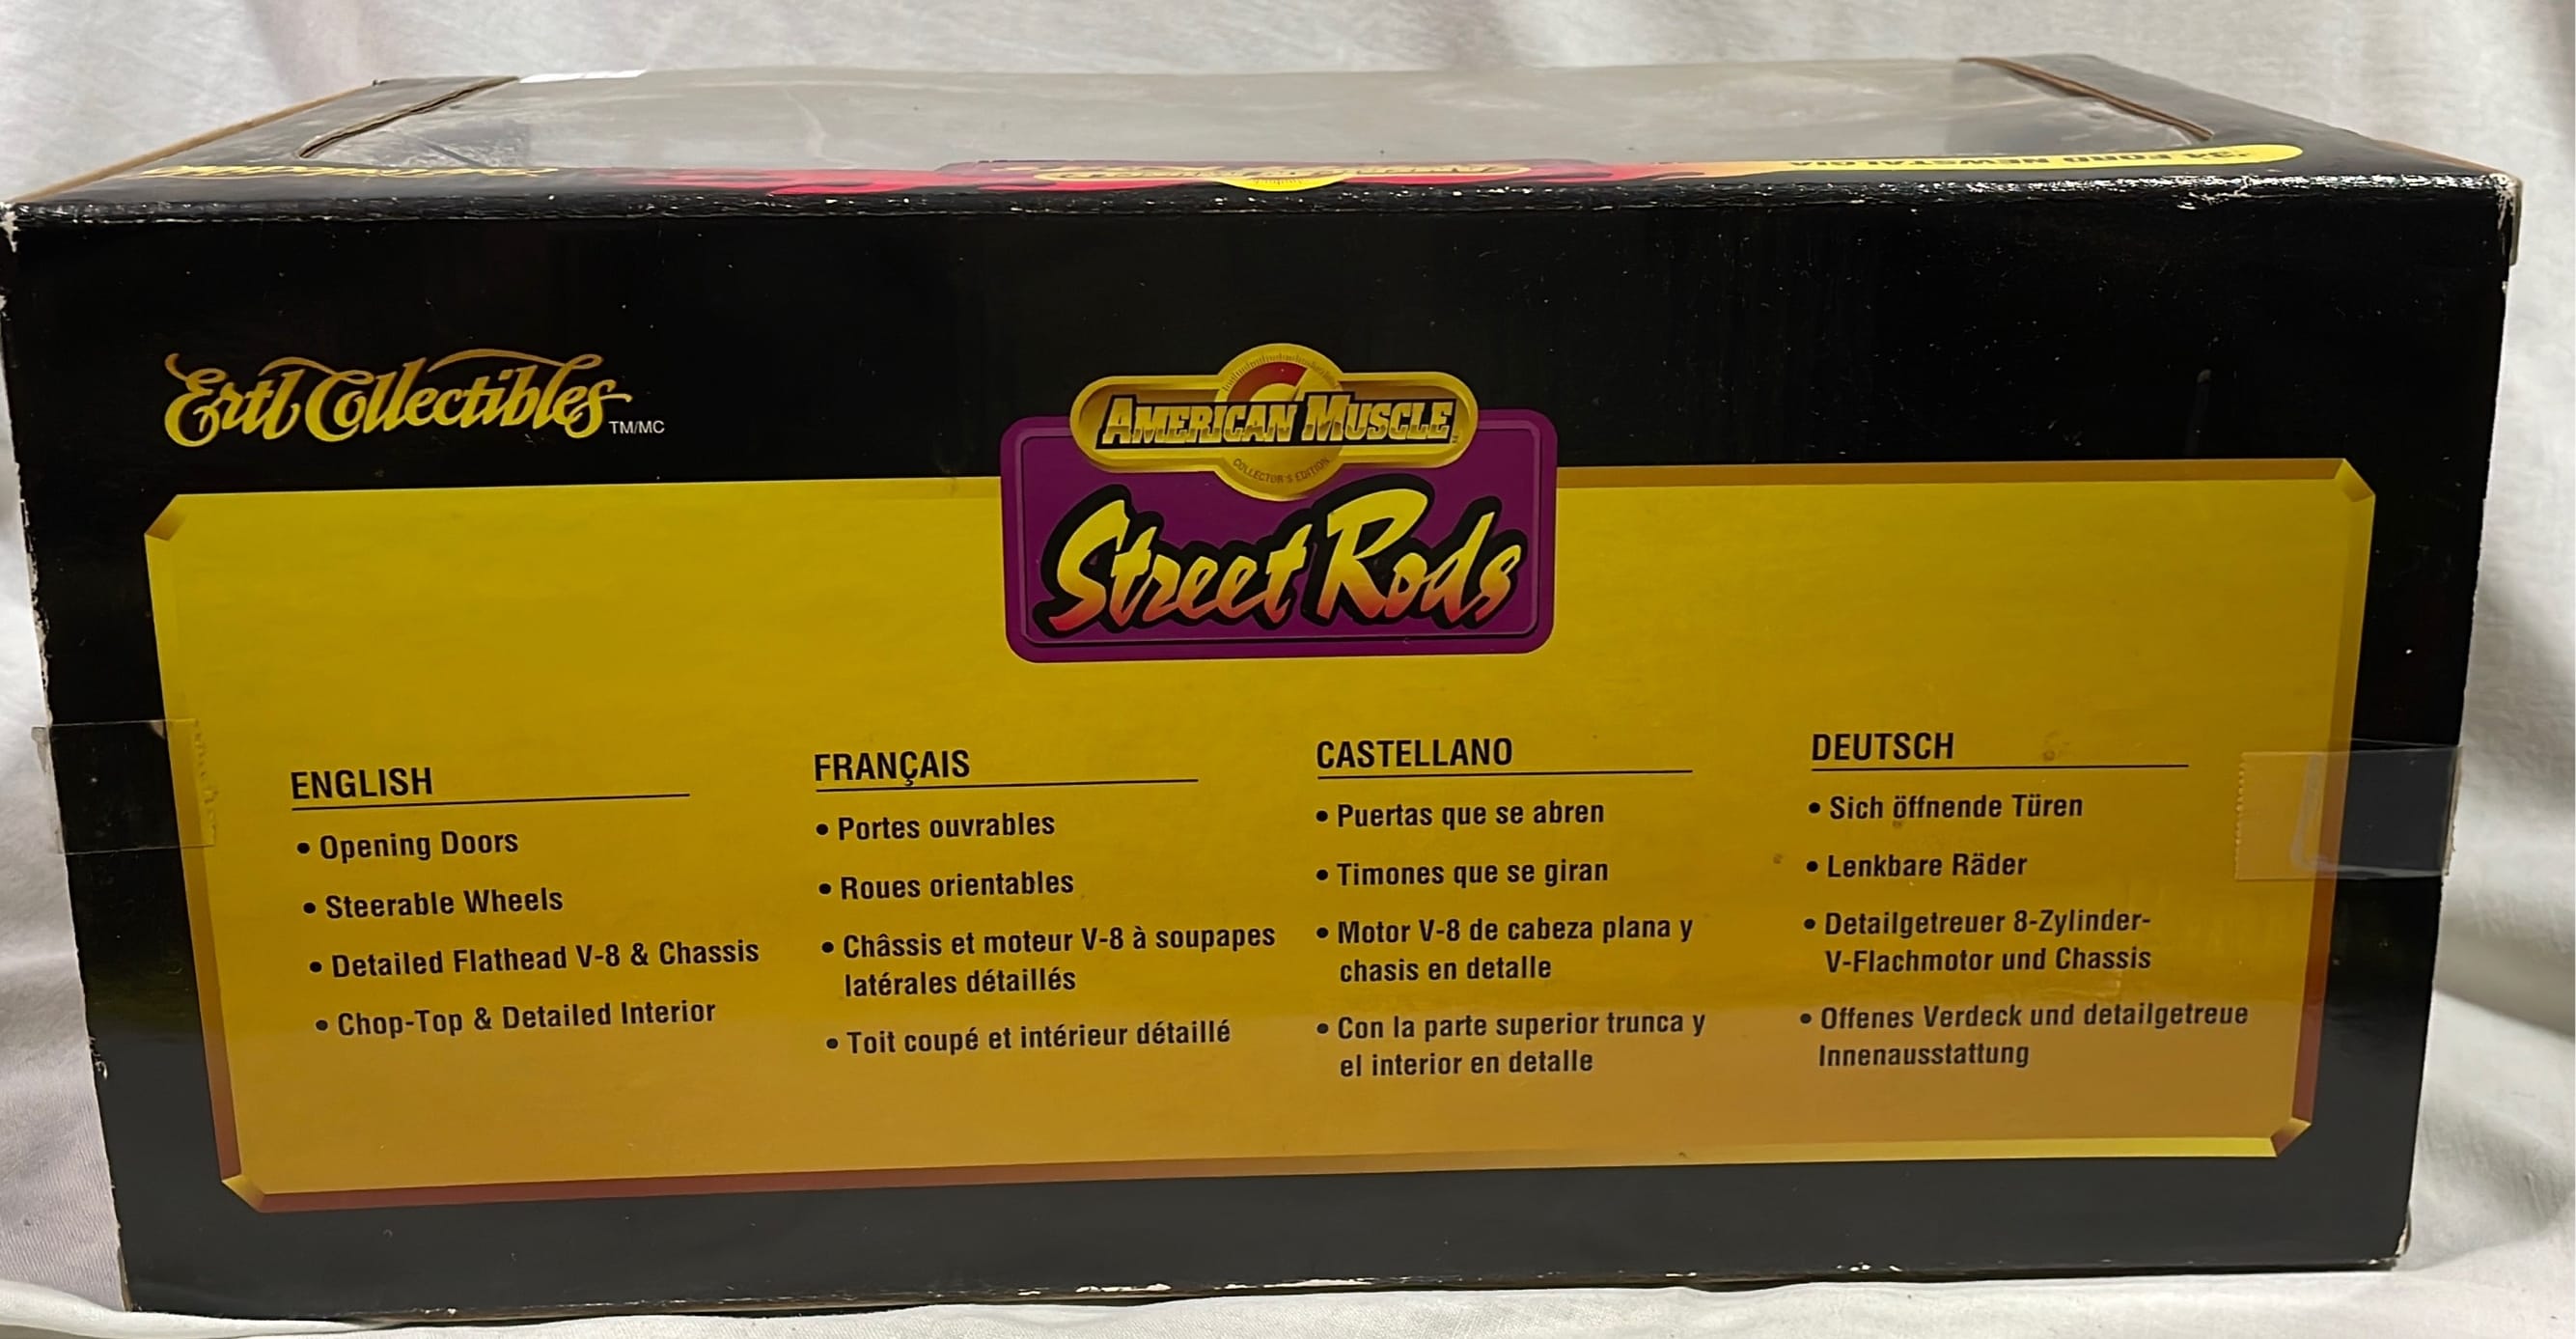 '34 FORD NEWSTALGIA
Ertl Collectibles TM/MC
AMERICAN MUSCLE
COLLECTOR'S EDITION
Street Rods
ENGLISH
• Opening Doors
• Steerable Wheels
• Detailed Flathead V-8 & Chassis
• Chop-Top & Detailed Interior
FRANÇAIS
• Portes ouvrables
• Roues orientables
• Châssis et moteur V-8 à soupapes
latérales détaillés
• Toit coupé et intérieur détaillé
CASTELLANO
• Puertas que se abren
• Timones que se giran
• Motor V-8 de cabeza plana y
chasis en detalle
• Con la parte superior trunca y
el interior en detalle
DEUTSCH
• Sich öffnende Türen
• Lenkbare Räder
• Detailgetreuer 8-Zylinder-
V-Flachmotor und Chassis
• Offenes Verdeck und detailgetreue
Innenausstattung